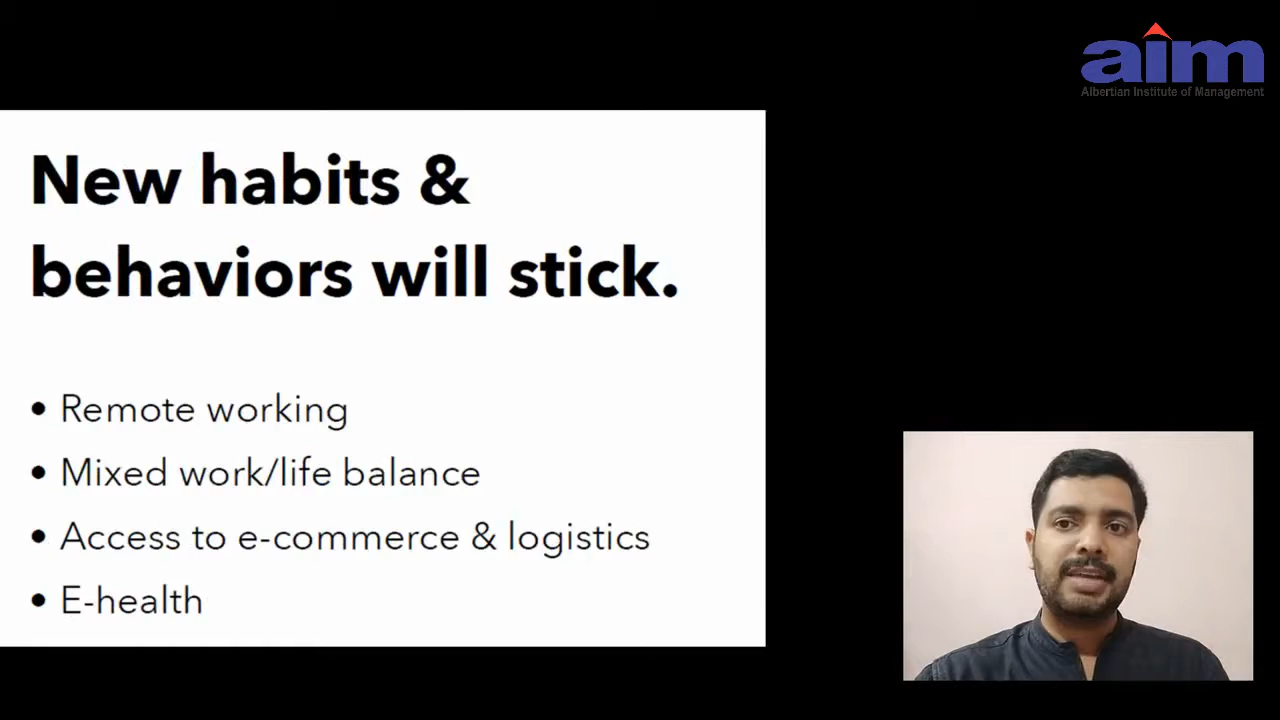 aim
Albertian Institute of Management
New habits &
behaviors will stick.
• Remote working
• Mixed work/life balance
• Access to e-commerce & logistics
• E-health